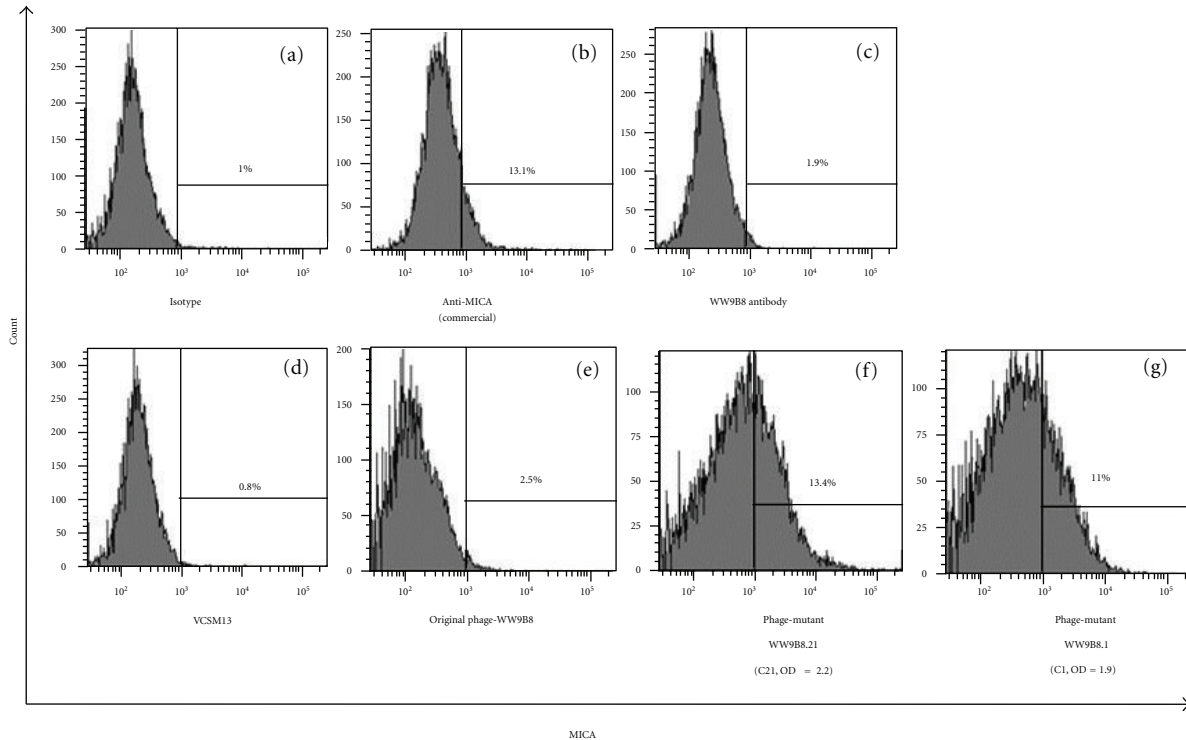 (a)
300
250
200
150
100
50
0
1%
10² 10³ 10⁴ 10⁵
Isotype
(b)
250
200
150
100
50
0
13.1%
10² 10³ 10⁴ 10⁵
Anti-MICA
(commercial)
(c)
250
200
150
100
50
0
1.9%
10² 10³ 10⁴ 10⁵
WW9B8 antibody
Count
(d)
300
250
200
150
100
50
0
0.8%
10² 10³ 10⁴ 10⁵
VCSM13
(e)
200
150
100
50
0
2.5%
10² 10³ 10⁴ 10⁵
Original phage-WW9B8
(f)
100
75
50
25
0
13.4%
10² 10³ 10⁴ 10⁵
Phage-mutant
WW9B8.21
(C21, OD = 2.2)
(g)
100
75
50
25
0
11%
10² 10³ 10⁴ 10⁵
Phage-mutant
WW9B8.1
(C1, OD = 1.9)
MICA